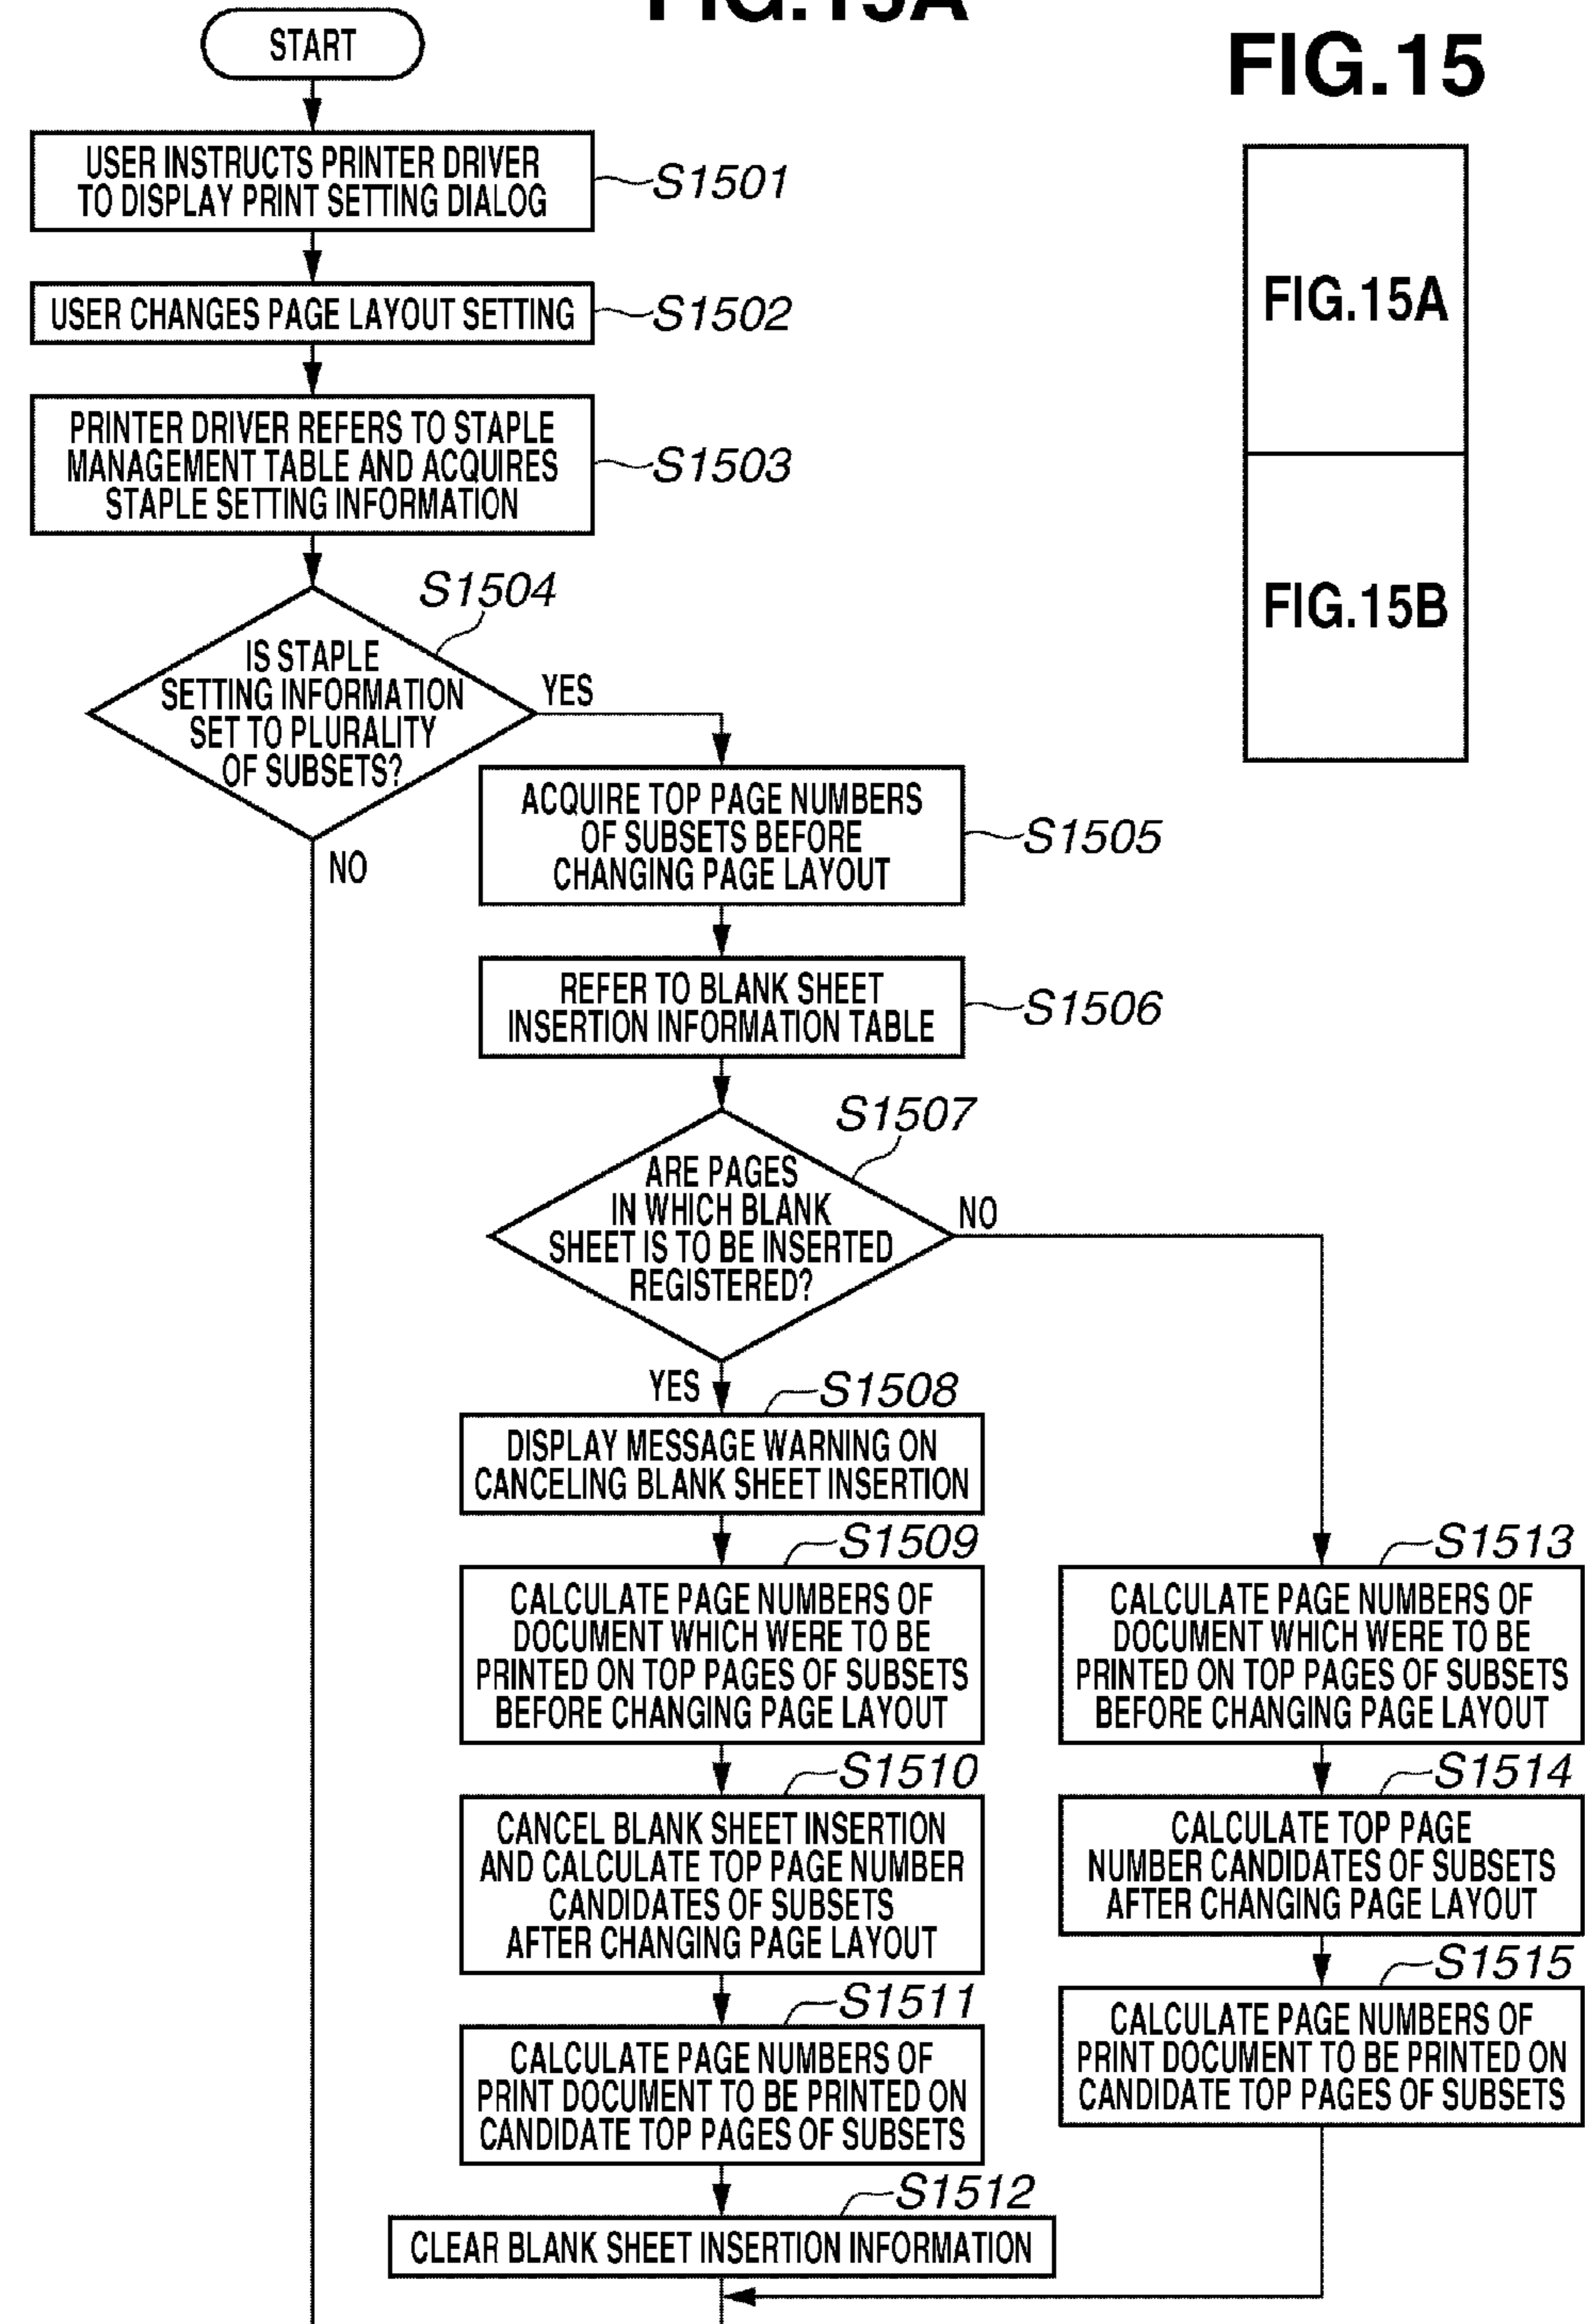 FIG.15A
FIG.15
START
USER INSTRUCTS PRINTER DRIVER
TO DISPLAY PRINT SETTING DIALOG
S1501
USER CHANGES PAGE LAYOUT SETTING
S1502
PRINTER DRIVER REFERS TO STAPLE
MANAGEMENT TABLE AND ACQUIRES
STAPLE SETTING INFORMATION
S1503
FIG.15A
FIG.15B
S1504
IS STAPLE
SETTING INFORMATION
SET TO PLURALITY
OF SUBSETS?
YES
NO
ACQUIRE TOP PAGE NUMBERS
OF SUBSETS BEFORE
CHANGING PAGE LAYOUT
S1505
REFER TO BLANK SHEET
INSERTION INFORMATION TABLE
S1506
S1507
ARE PAGES
IN WHICH BLANK
SHEET IS TO BE INSERTED
REGISTERED?
NO
YES
S1508
DISPLAY MESSAGE WARNING ON
CANCELING BLANK SHEET INSERTION
S1509
CALCULATE PAGE NUMBERS OF
DOCUMENT WHICH WERE TO BE
PRINTED ON TOP PAGES OF SUBSETS
BEFORE CHANGING PAGE LAYOUT
S1510
CANCEL BLANK SHEET INSERTION
AND CALCULATE TOP PAGE NUMBER
CANDIDATES OF SUBSETS
AFTER CHANGING PAGE LAYOUT
S1511
CALCULATE PAGE NUMBERS OF
PRINT DOCUMENT TO BE PRINTED ON
CANDIDATE TOP PAGES OF SUBSETS
S1512
CLEAR BLANK SHEET INSERTION INFORMATION
S1513
CALCULATE PAGE NUMBERS OF
DOCUMENT WHICH WERE TO BE
PRINTED ON TOP PAGES OF SUBSETS
BEFORE CHANGING PAGE LAYOUT
S1514
CALCULATE TOP PAGE
NUMBER CANDIDATES OF SUBSETS
AFTER CHANGING PAGE LAYOUT
S1515
CALCULATE PAGE NUMBERS OF
PRINT DOCUMENT TO BE PRINTED ON
CANDIDATE TOP PAGES OF SUBSETS